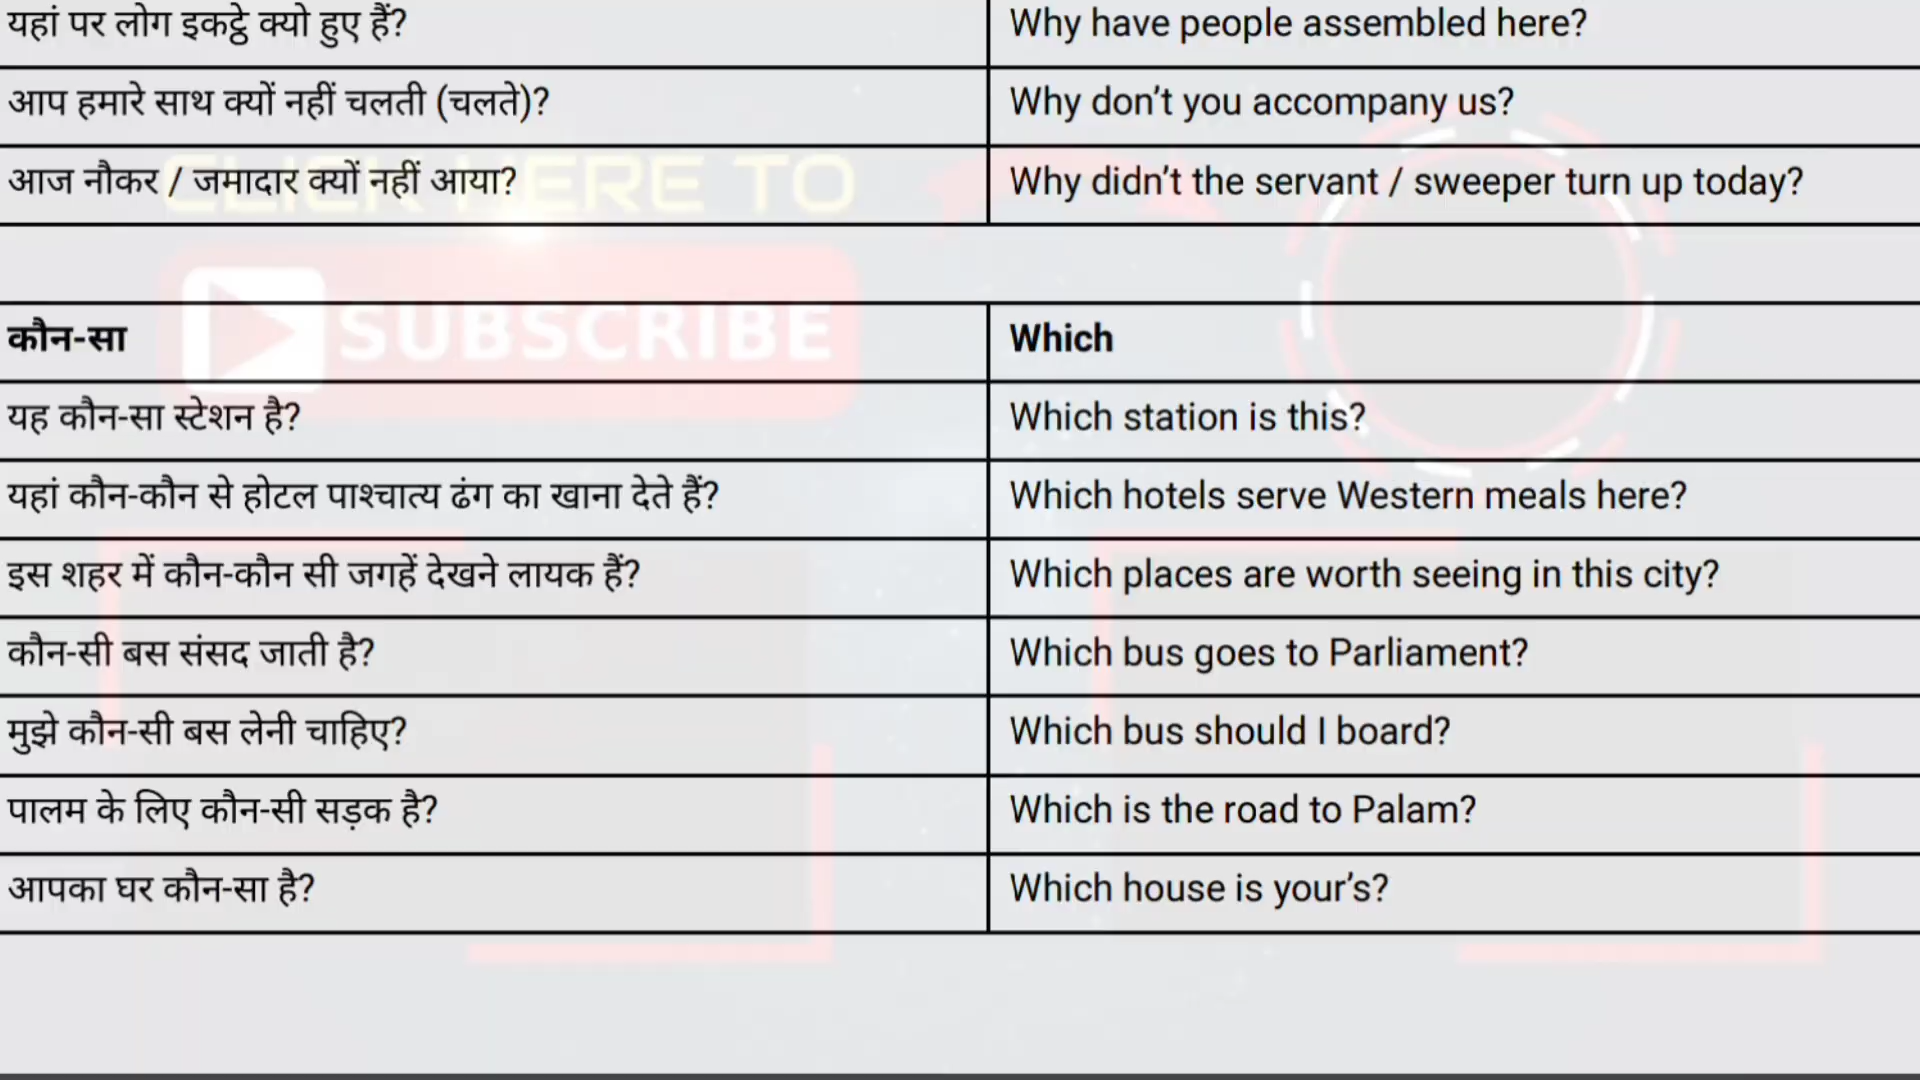 यहां पर लोग इकट्ठे क्यो हुए हैं? Why have people assembled here?
आप हमारे साथ क्यों नहीं चलती (चलते)? Why don’t you accompany us?
आज नौकर / जमादार क्यों नहीं आया? Why didn’t the servant / sweeper turn up today?
CLICK HERE TO
SUBSCRIBE
कौन-सा Which
यह कौन-सा स्टेशन है? Which station is this?
यहां कौन-कौन से होटल पाश्चात्य ढंग का खाना देते हैं? Which hotels serve Western meals here?
इस शहर में कौन-कौन सी जगहें देखने लायक हैं? Which places are worth seeing in this city?
कौन-सी बस संसद जाती है? Which bus goes to Parliament?
मुझे कौन-सी बस लेनी चाहिए? Which bus should I board?
पालम के लिए कौन-सी सड़क है? Which is the road to Palam?
आपका घर कौन-सा है? Which house is your’s?